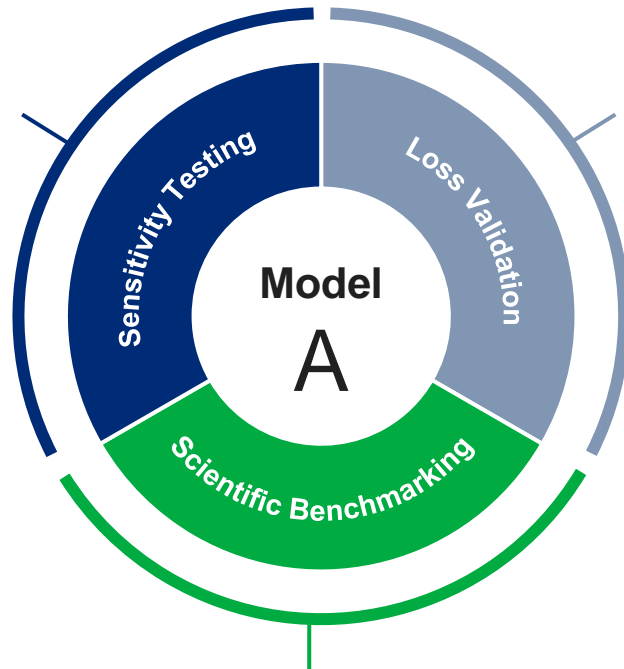 Sensitivity Testing
Loss Validation
Model
A
Scientific Benchmarking